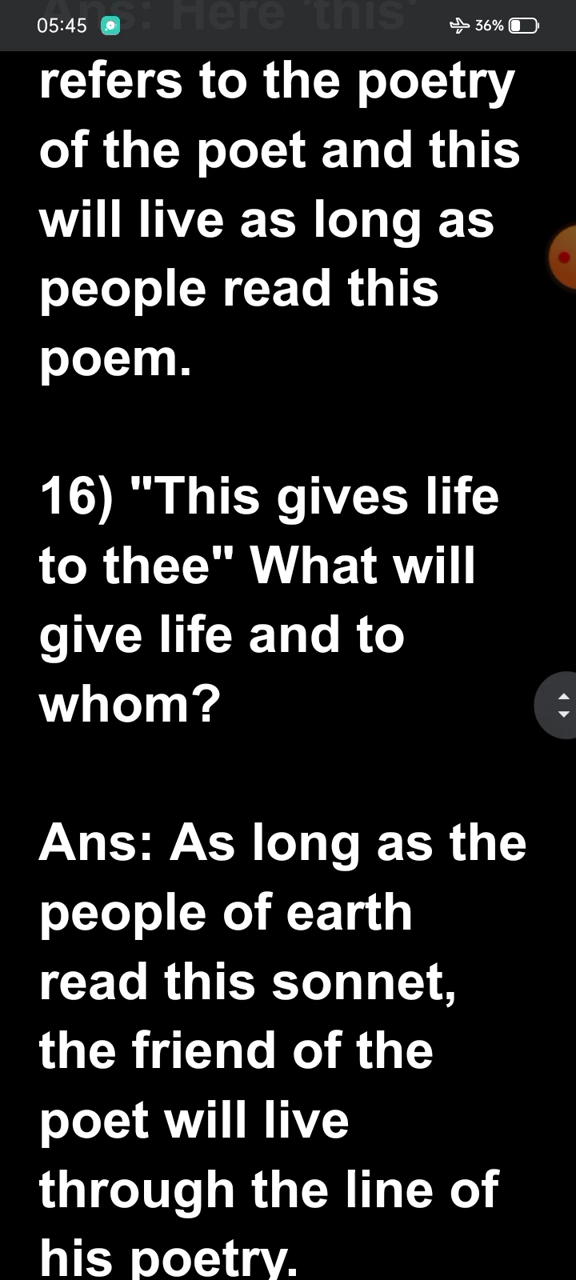 05:45
36%
Ans: Here 'this'
refers to the poetry
of the poet and this
will live as long as
people read this
poem.
16) "This gives life
to thee" What will
give life and to
whom?
Ans: As long as the
people of earth
read this sonnet,
the friend of the
poet will live
through the line of
his poetry.